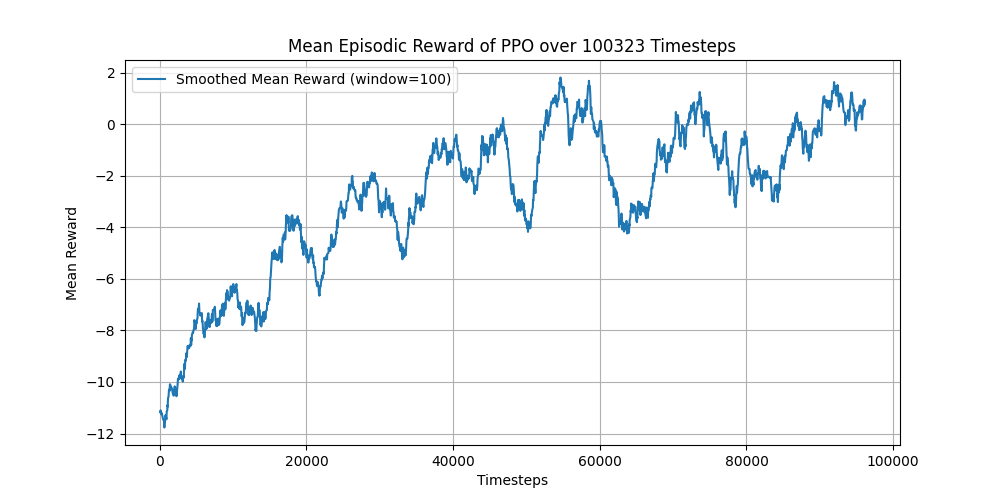 Mean Episodic Reward of PPO over 100323 Timesteps
Smoothed Mean Reward (window=100)
2
0
−2
−4
−6
−8
−10
−12
Mean Reward
0 20000 40000 60000 80000 100000
Timesteps